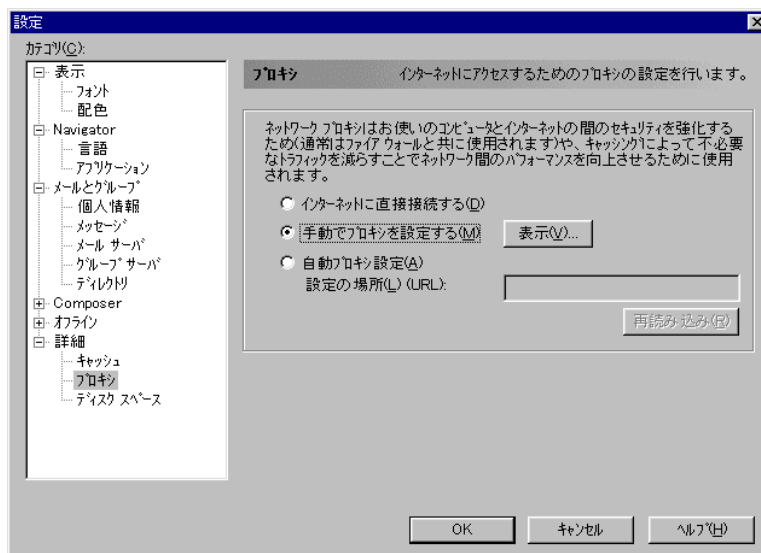 設定
カテゴリ(C):
表示
フォント
配色
Navigator
言語
アプリケーション
メールとグループ
個人情報
メッセージ
メール サーバ
グループ サーバ
ディレクトリ
Composer
オフライン
詳細
キャッシュ
プロキシ
ディスク スペース
プロキシ インターネットにアクセスするためのプロキシの設定を行います。
ネットワーク プロキシはお使いのコンピュータとインターネットの間のセキュリティを強化する
ため(通常はファイア ウォールと共に使用されます)や、キャッシングによって不必要
なトラフィックを減らすことでネットワーク間のパフォーマンスを向上させるために使用
されます。
インターネットに直接接続する(D)
手動でプロキシを設定する(M) 表示(V)...
自動プロキシ設定(A)
設定の場所(L) (URL):
再読み込み(R)
OK キャンセル ヘルプ(H)